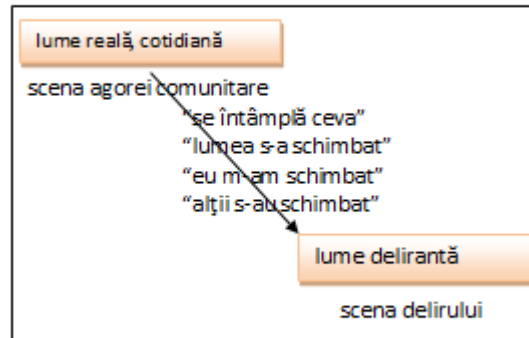 lume reală, cotidiană
scena agorei comunitare
“se întâmplă ceva”
“lumea s-a schimbat”
“eu m-am schimbat”
“alţii s-au schimbat”
lume delirantă
scena delirului